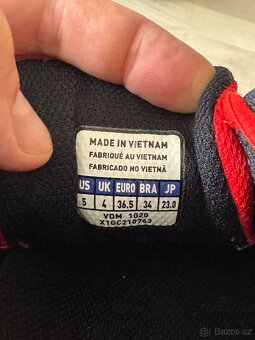 MADE IN VIETNAM
FABRIQUÉ AU VIETNAM
FABRICADO NO VIETNÃ
US UK EURO BRA JP
5 4 36.5 34 23.0
VDM 1020
X1GC210763
© Bazos.cz